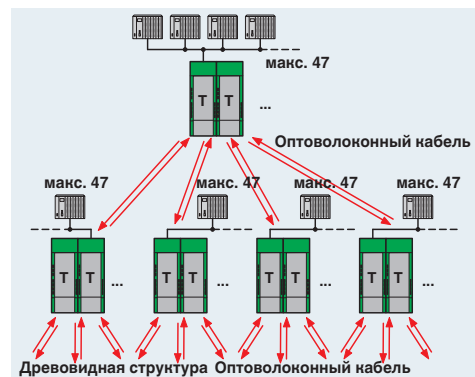 макс. 47
T T ...
Оптоволоконный кабель
макс. 47 макс. 47 макс. 47 макс. 47
T T ... T T ... T T ... T T ...
Древовидная структура Оптоволоконный кабель